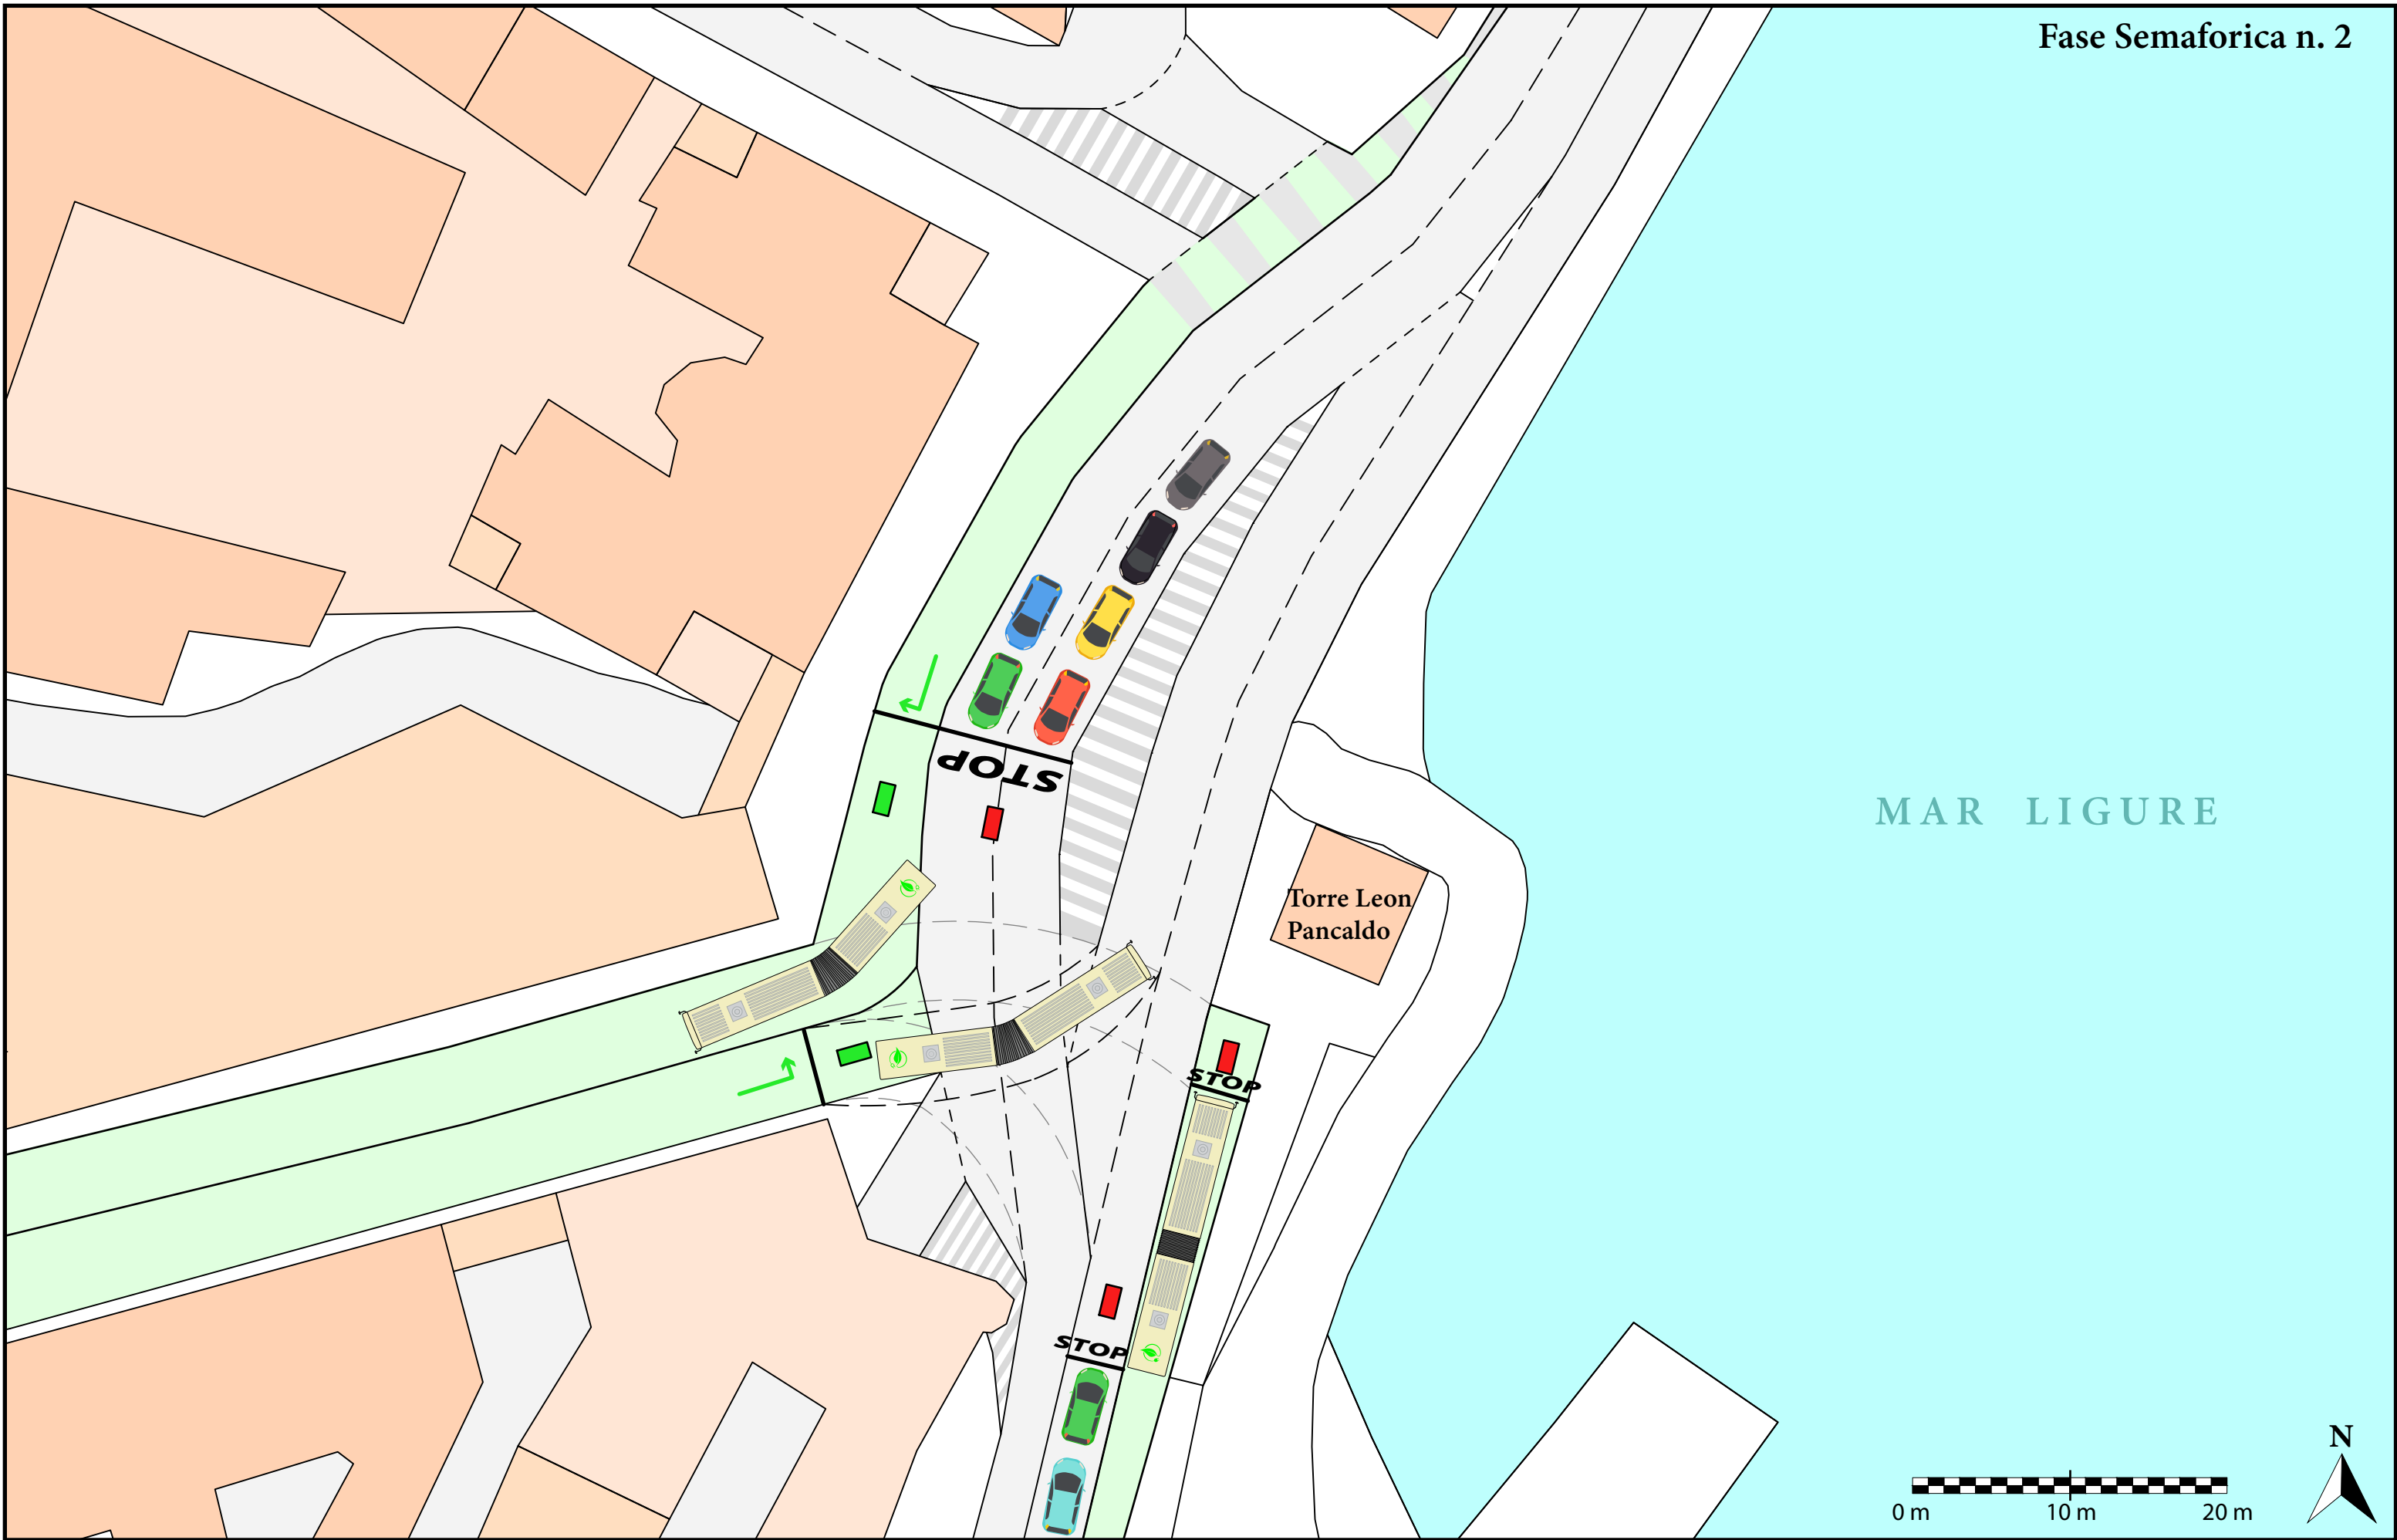 Fase Semaforica n. 2
STOP
MAR LIGURE
Torre Leon
Pancaldo
STOP
STOP
N
0 m 10 m 20 m